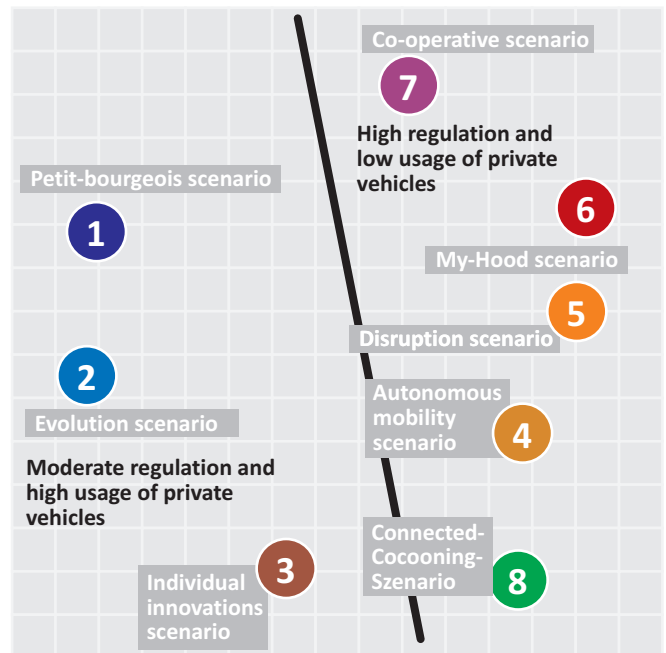 Co-operative scenario
7
High regulation and
low usage of private
vehicles
Petit-bourgeois scenario
1
6
My-Hood scenario
5
Disruption scenario
2
Evolution scenario
Autonomous
mobility
scenario
4
Moderate regulation and
high usage of private
vehicles
3
Individual
innovations
scenario
Connected-
Cocooning-
Szenario
8